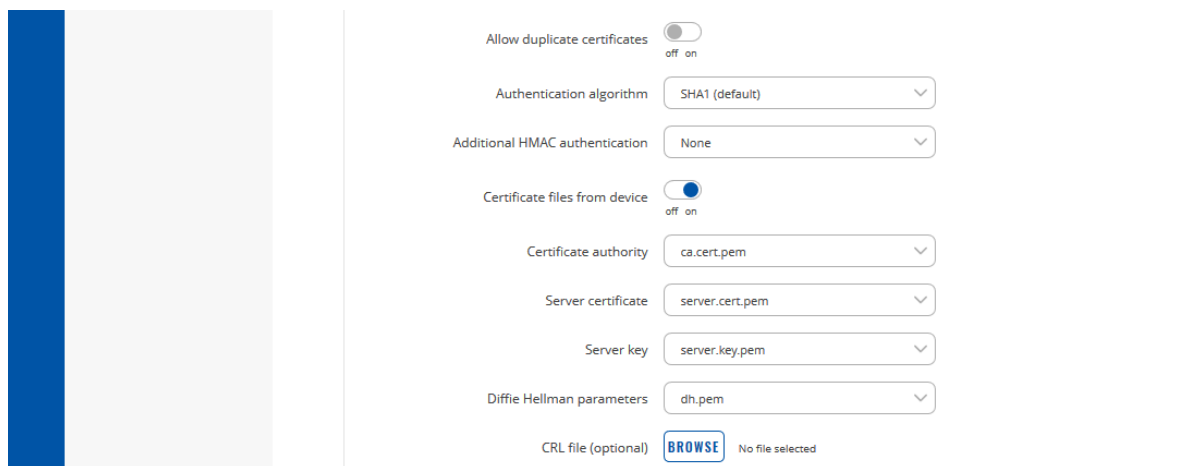 Allow duplicate certificates
off on
Authentication algorithm SHA1 (default)
Additional HMAC authentication None
Certificate files from device
off on
Certificate authority ca.cert.pem
Server certificate server.cert.pem
Server key server.key.pem
Diffie Hellman parameters dh.pem
CRL file (optional) BROWSE No file selected